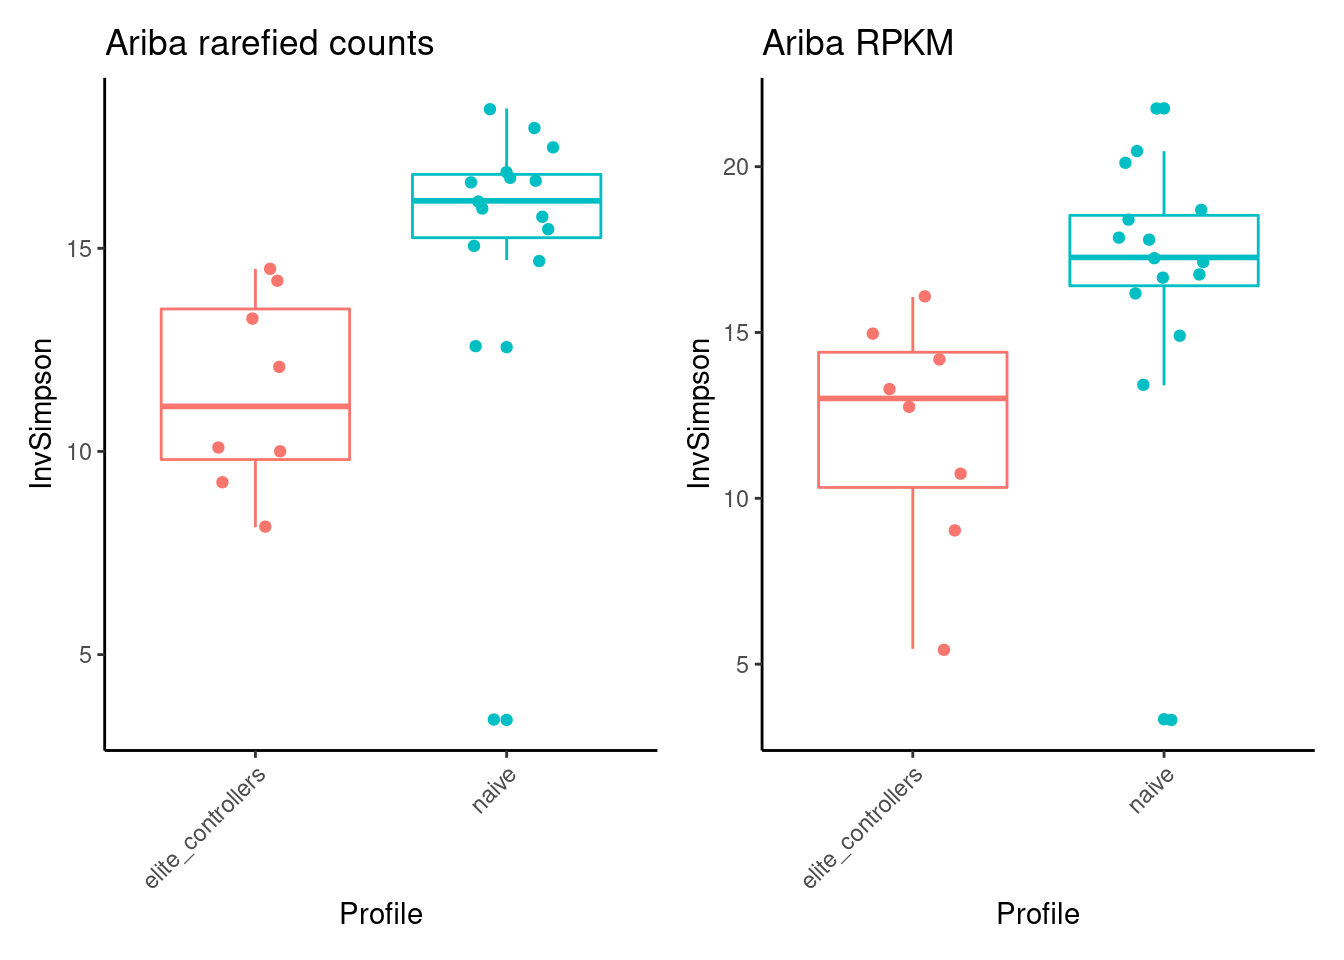 Ariba rarefied counts
InvSimpson
15
10
5
elite_controllers
naive
Profile
Ariba RPKM
InvSimpson
20
15
10
5
elite_controllers
naive
Profile